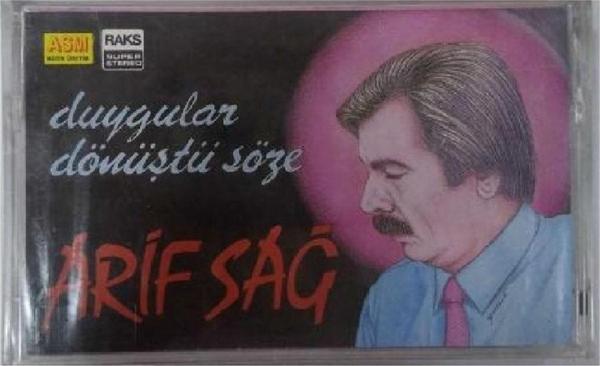 ASM
RAKS
SUPER
STEREO
duygular
dönüştü söze
ARİF SAĞ